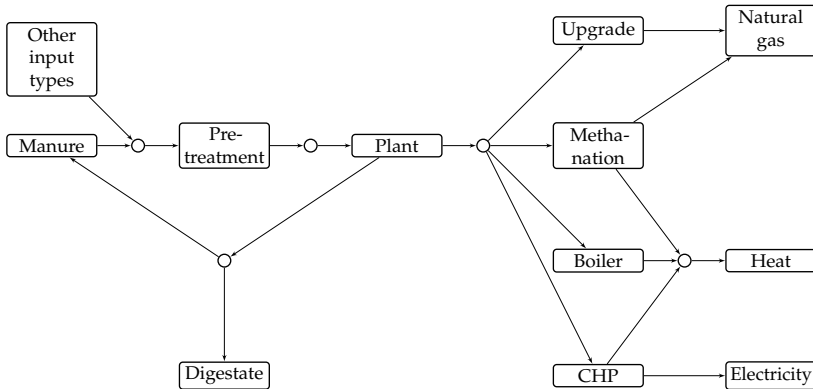 Other
input
types
Manure
Pre-
treatment
Plant
Digestate
Upgrade
Natural
gas
Metha-
nation
Boiler
Heat
CHP
Electricity